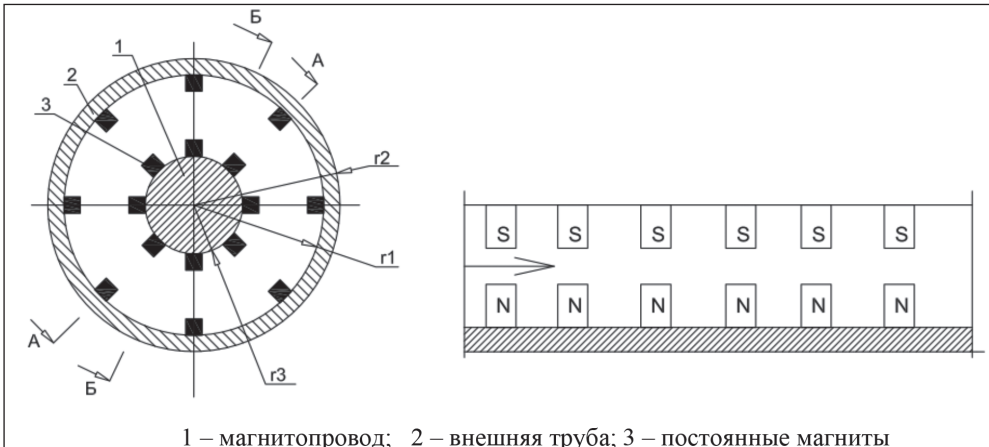 Б
А
1
2
3
r2
r1
r3
А
Б
S S S S S S
N N N N N N
1 – магнитопровод; 2 – внешняя труба; 3 – постоянные магниты